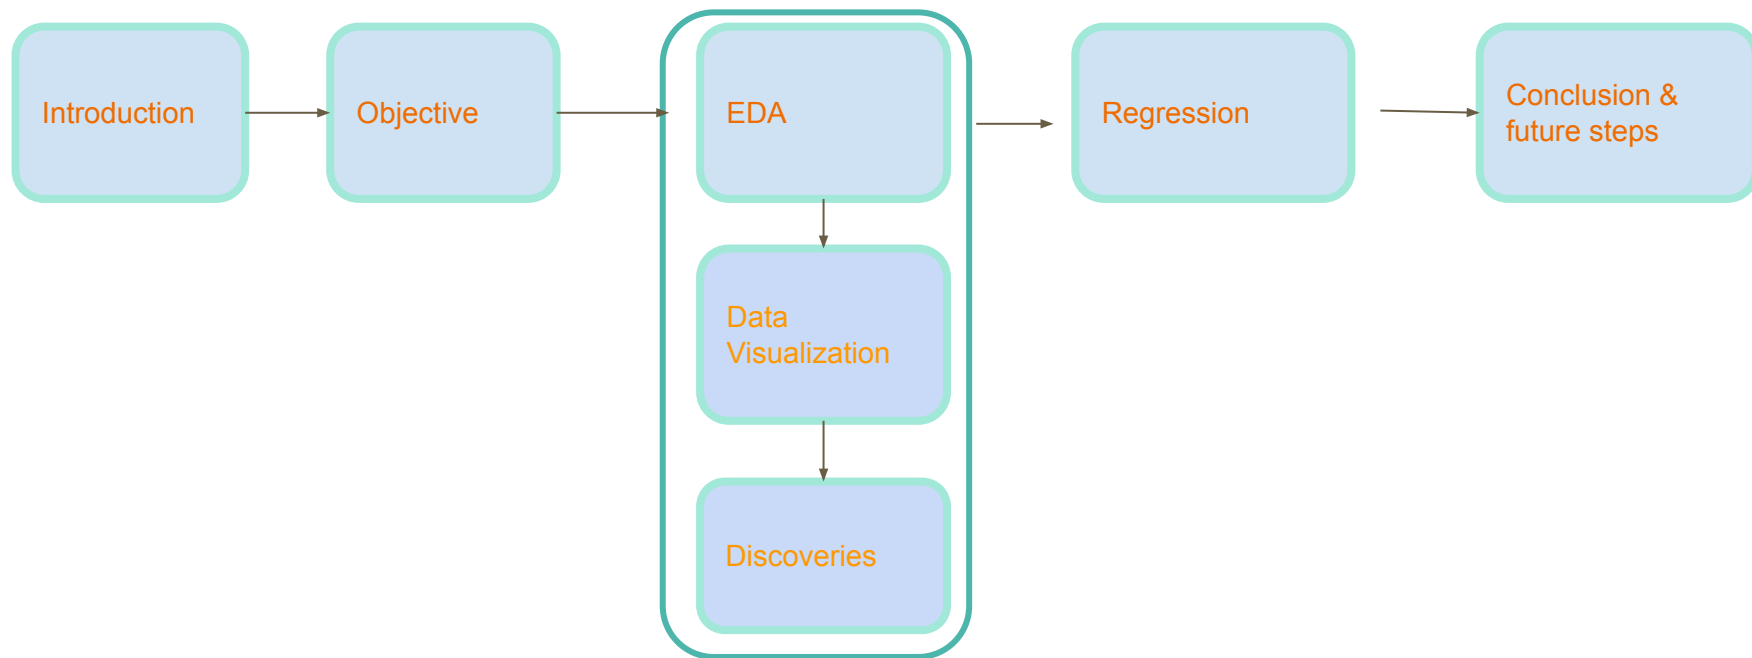 Introduction
Objective
EDA
Data
Visualization
Discoveries
Regression
Conclusion &
future steps